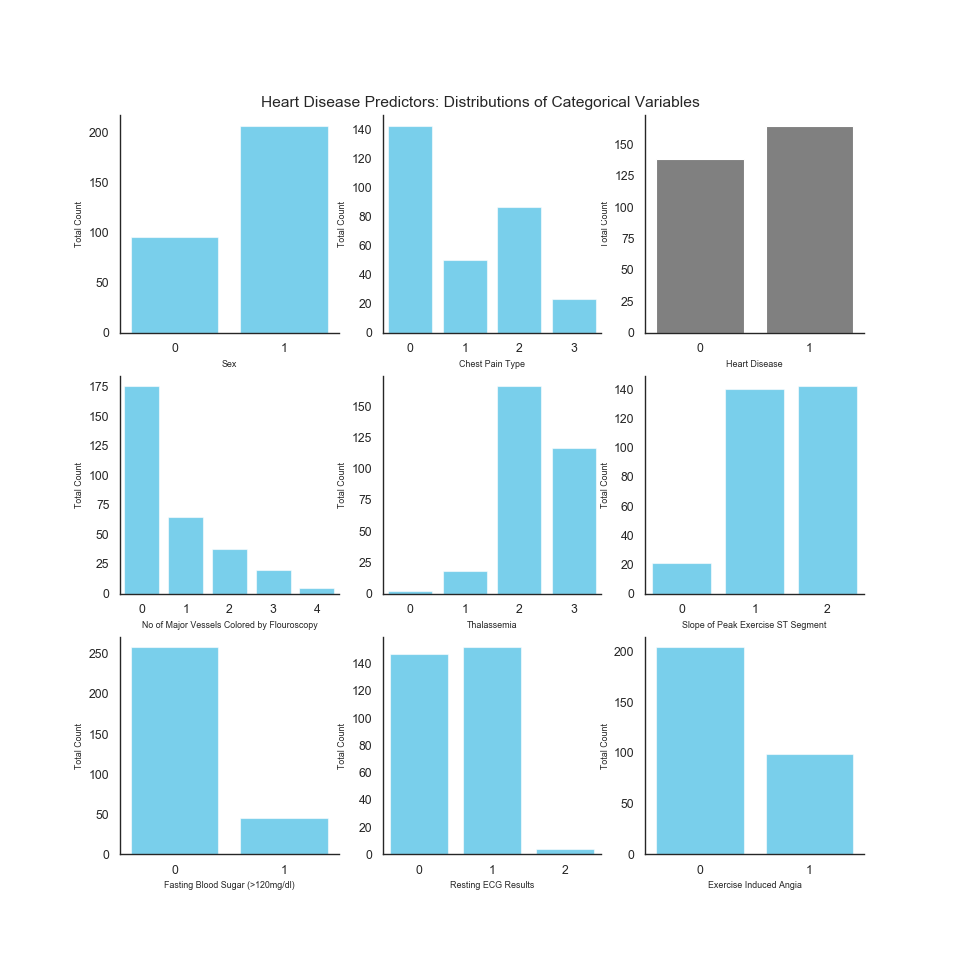 Heart Disease Predictors: Distributions of Categorical Variables
200
150
100
50
0
Total Count
0 1
Sex
140
120
100
80
60
40
20
0
Total Count
0 1 2 3
Chest Pain Type
150
125
100
75
50
25
0
Total Count
0 1
Heart Disease
175
150
125
100
75
50
25
0
Total Count
0 1 2 3 4
No of Major Vessels Colored by Flouroscopy
150
125
100
75
50
25
0
Total Count
0 1 2 3
Thalassemia
140
120
100
80
60
40
20
0
Total Count
0 1 2
Slope of Peak Exercise ST Segment
250
200
150
100
50
0
Total Count
0 1
Fasting Blood Sugar (>120mg/dl)
140
120
100
80
60
40
20
0
Total Count
0 1 2
Resting ECG Results
200
150
100
50
0
Total Count
0 1
Exercise Induced Angia